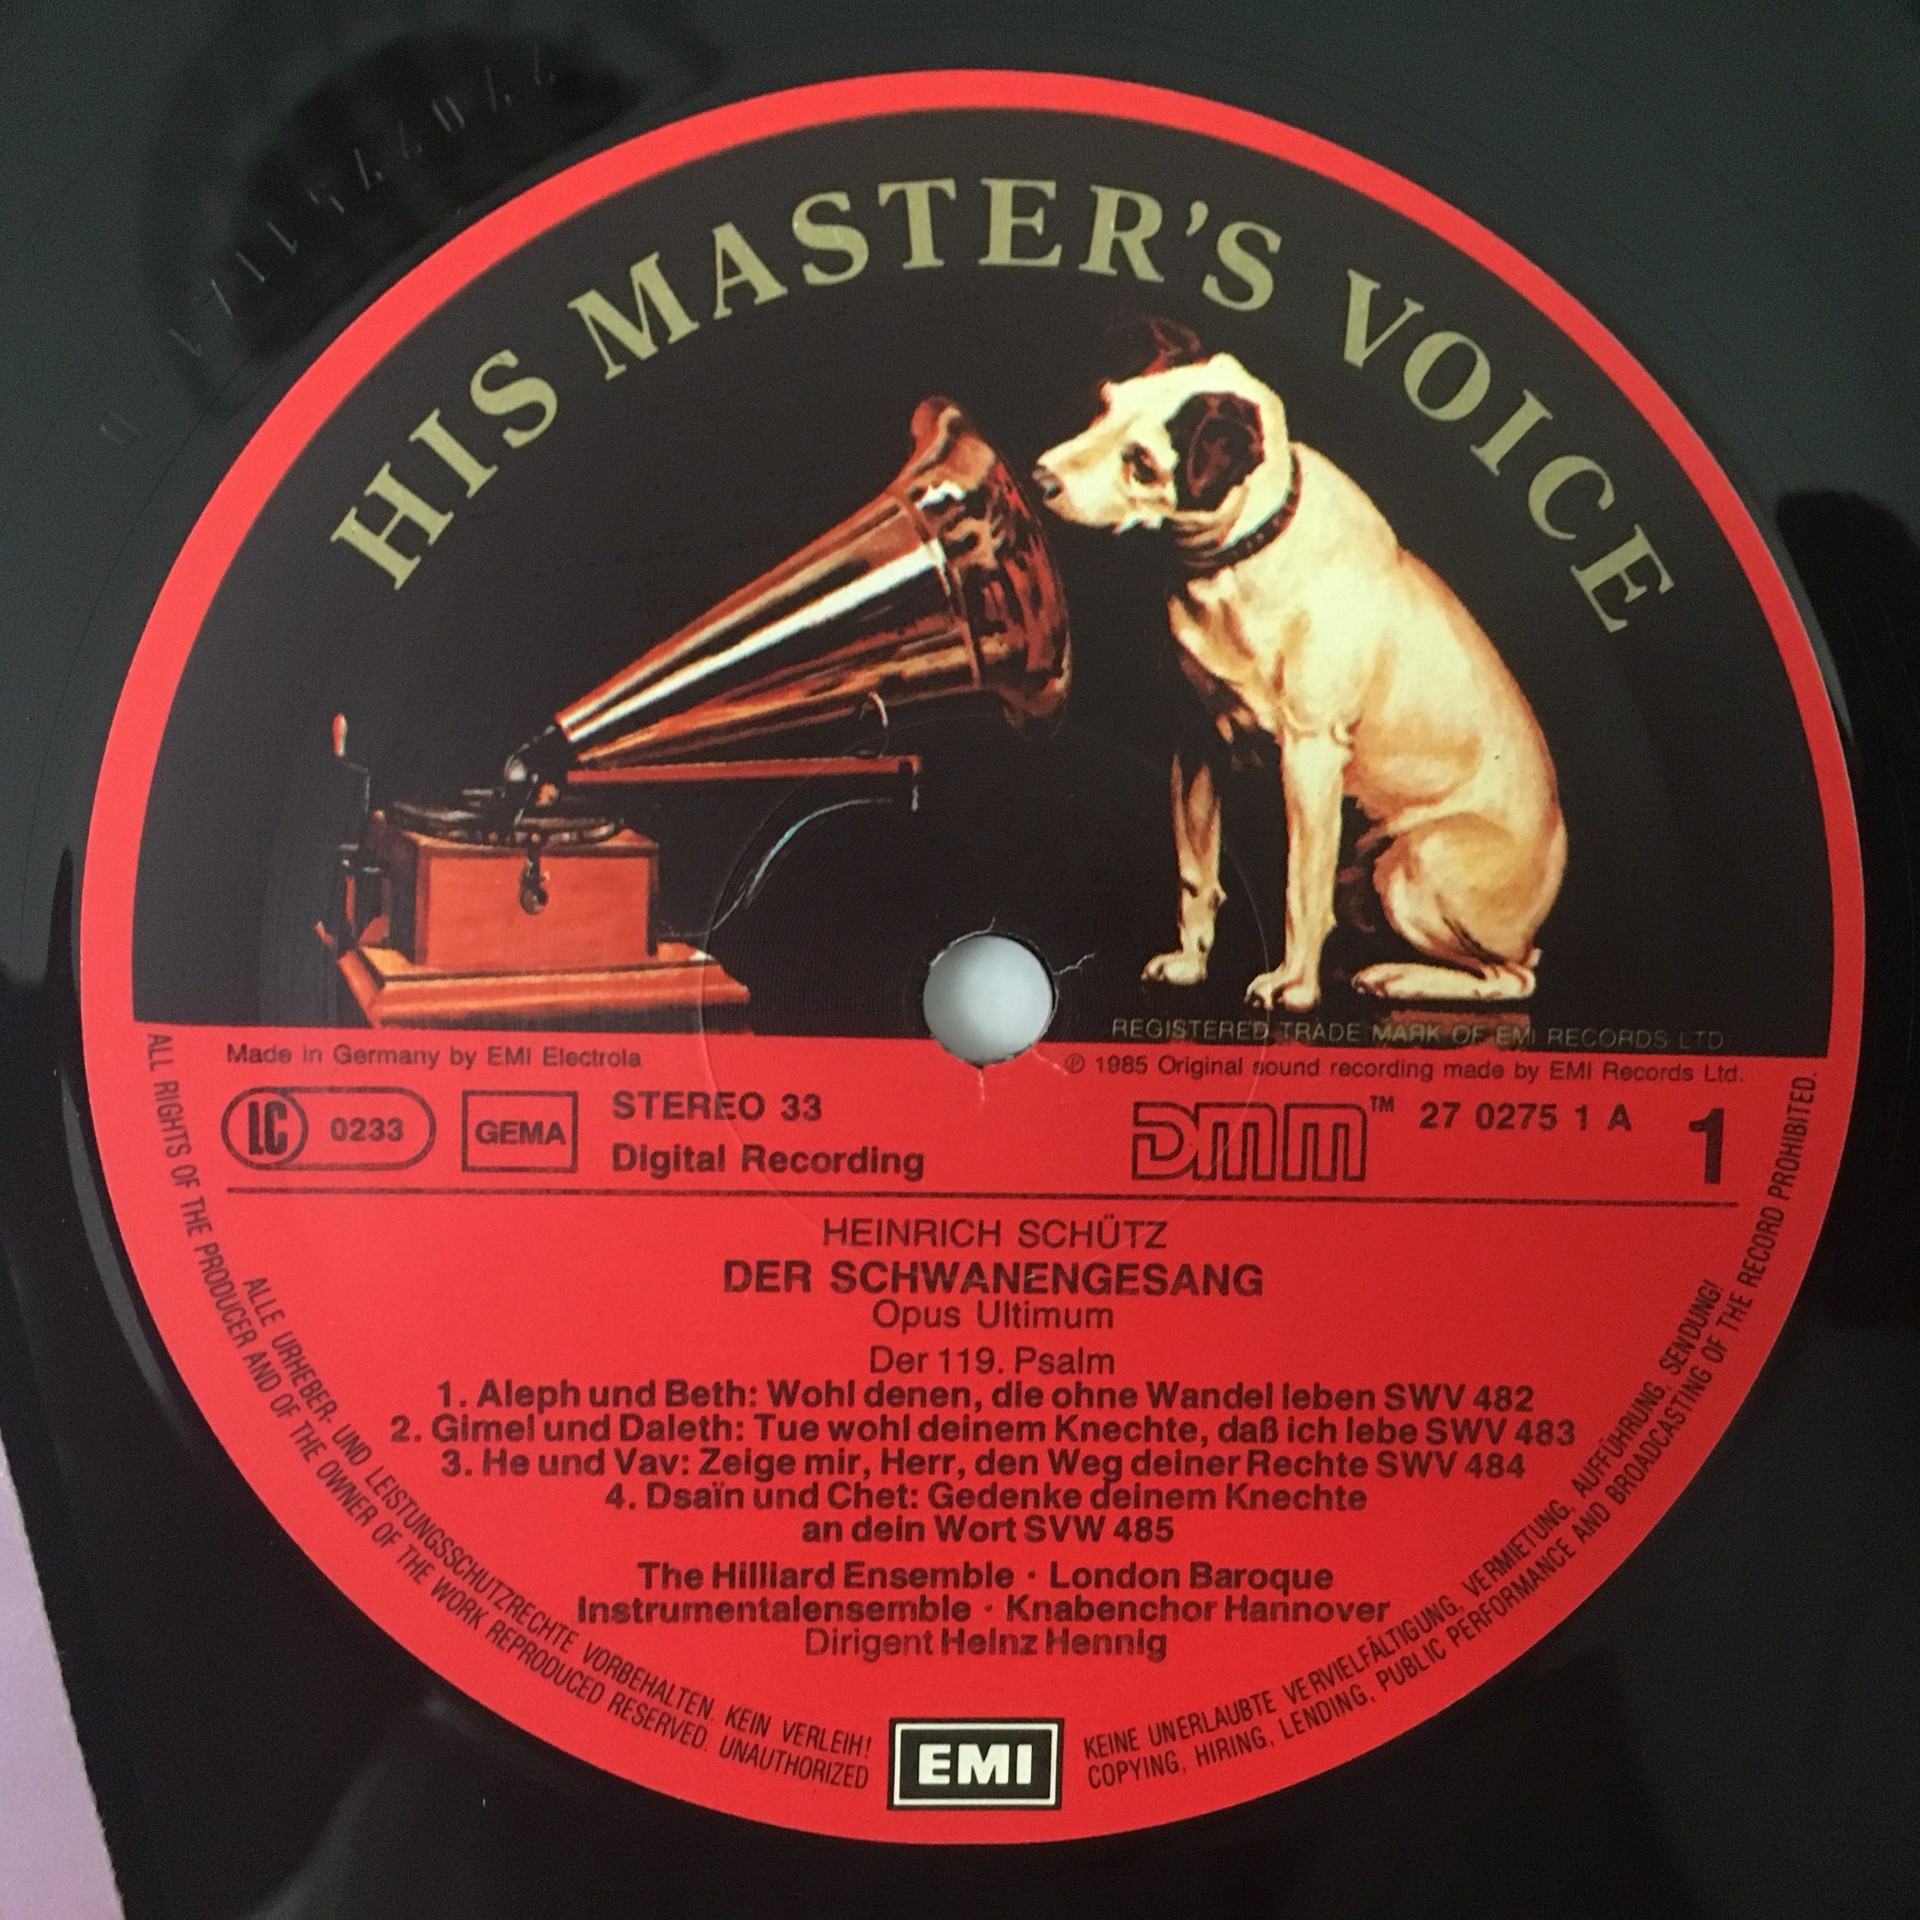 HIS MASTER'S VOICE
REGISTERED TRADE MARK OF EMI RECORDS LTD
Made in Germany by EMI Electrola
℗ 1985 Original sound recording made by EMI Records Ltd.
LC 0233
GEMA
STEREO 33
Digital Recording
DMM™
27 0275 1 A
1
HEINRICH SCHÜTZ
DER SCHWANENGESANG
Opus Ultimum
Der 119. Psalm
1. Aleph und Beth: Wohl denen, die ohne Wandel leben SWV 482
2. Gimel und Daleth: Tue wohl deinem Knechte, daß ich lebe SWV 483
3. He und Vav: Zeige mir, Herr, den Weg deiner Rechte SWV 484
4. Dsaïn und Chet: Gedenke deinem Knechte
an dein Wort SVW 485
The Hilliard Ensemble · London Baroque
Instrumentalensemble · Knabenchor Hannover
Dirigent Heinz Hennig
ALLE URHEBER- UND LEISTUNGSSCHUTZRECHTE VORBEHALTEN. KEIN VERLEIH!
KEINE UNERLAUBTE VERVIELFÄLTIGUNG, VERMIETUNG, AUFFÜHRUNG, SENDUNG!
ALL RIGHTS OF THE PRODUCER AND OF THE OWNER OF THE WORK REPRODUCED RESERVED. UNAUTHORIZED
COPYING, HIRING, LENDING, PUBLIC PERFORMANCE AND BROADCASTING OF THE RECORD PROHIBITED.
EMI